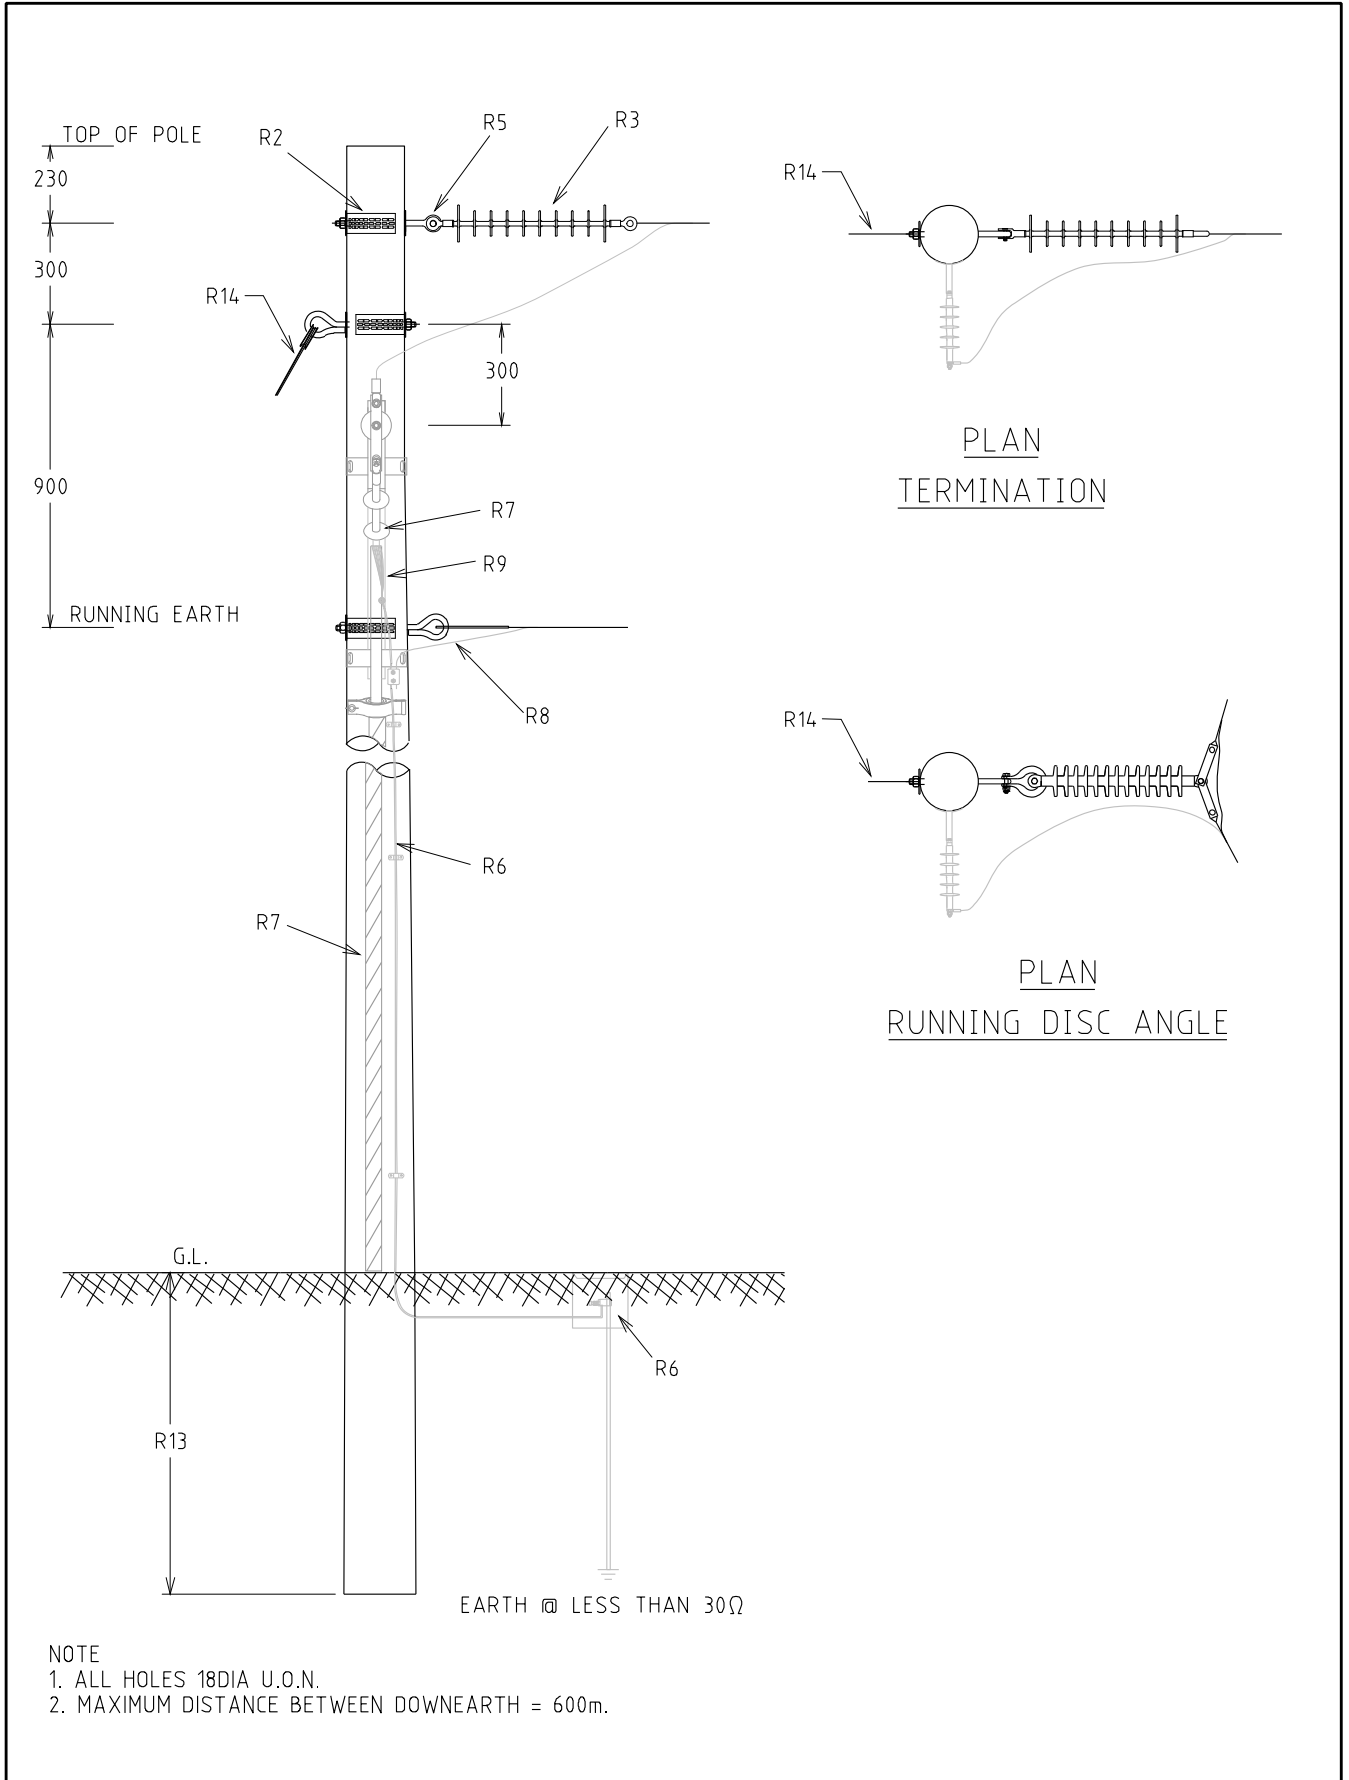 TOP OF POLE
R2
R5
R3
230
R14
300
R14
300
PLAN
TERMINATION
900
R7
R9
RUNNING EARTH
R8
R14
R6
R7
PLAN
RUNNING DISC ANGLE
G.L.
R6
R13
EARTH @ LESS THAN 30Ω
NOTE
1. ALL HOLES 18DIA U.O.N.
2. MAXIMUM DISTANCE BETWEEN DOWNEARTH = 600m.